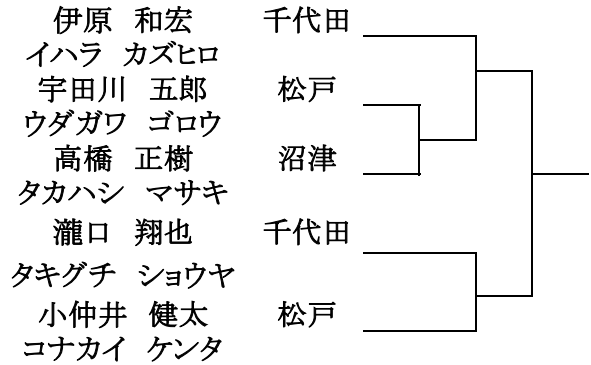 伊原　和宏　千代田
イハラ　カズヒロ
宇田川　五郎　松戸
ウダガワ　ゴロウ
高橋　正樹　沼津
タカハシ　マサキ
瀧口　翔也　千代田
タキグチ　ショウヤ
小仲井　健太　松戸
コナカイ　ケンタ